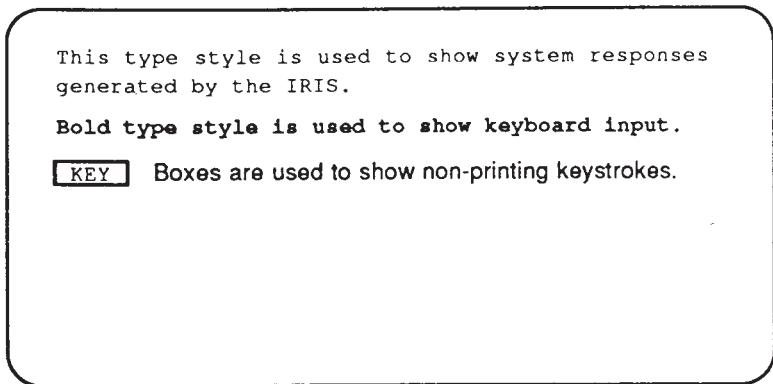 This type style is used to show system responses
generated by the IRIS.
Bold type style is used to show keyboard input.
KEY Boxes are used to show non-printing keystrokes.